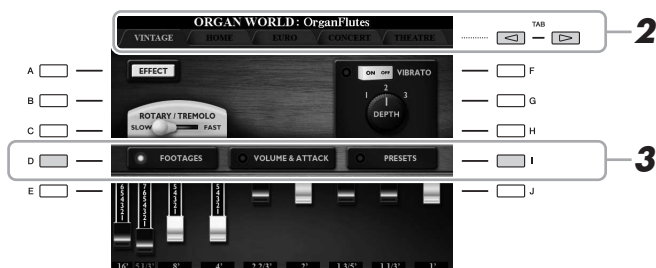 ORGAN WORLD: OrganFlutes
VINTAGE HOME EURO CONCERT THEATRE
TAB
2
A EFFECT ON OFF VIBRATO F
B 1 2 3 G
DEPTH
C ROTARY / TREMOLO H
SLOW FAST
D FOOTAGES VOLUME & ATTACK PRESETS I
3
E J
16' 5 1/3' 8' 4' 2 2/3' 2' 1 3/5' 1 1/3' 1'